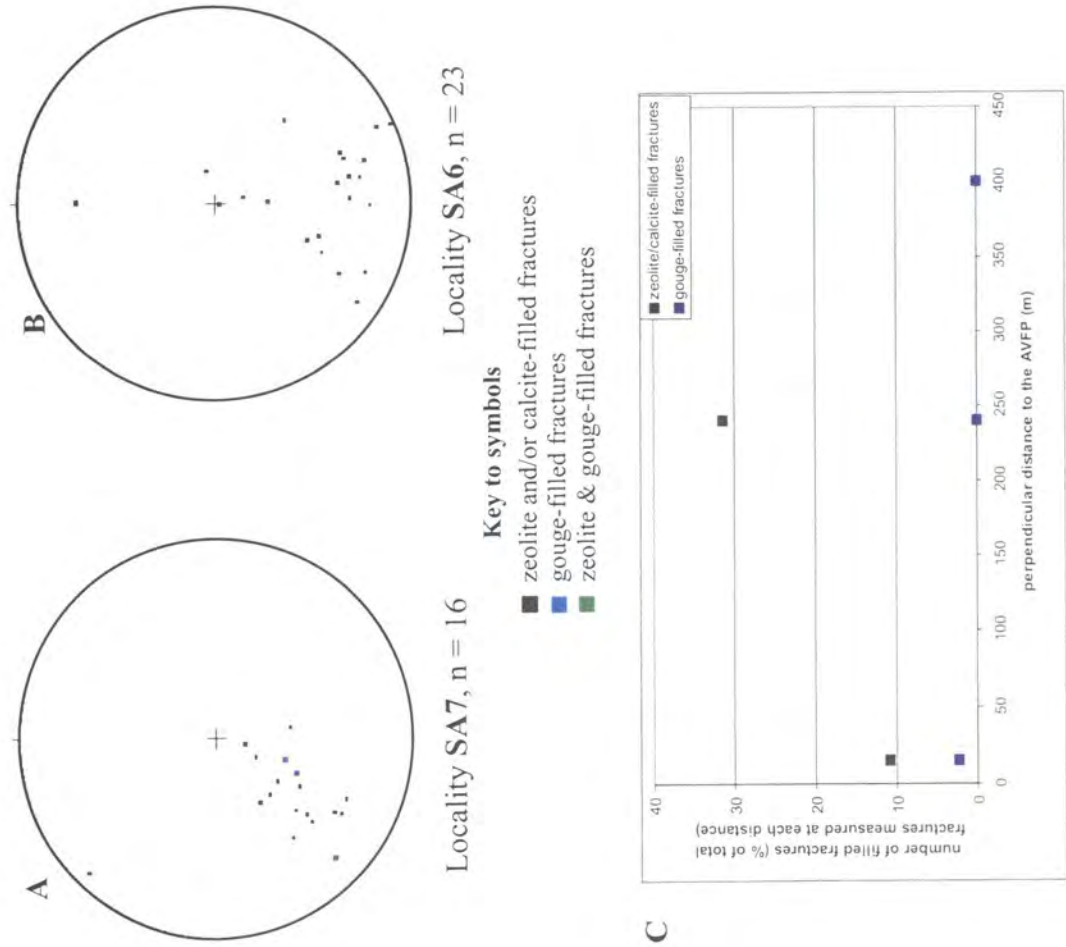 A
B
Locality SA7, n = 16
Locality SA6, n = 23
Key to symbols
zeolite and/or calcite-filled fractures
gouge-filled fractures
zeolite & gouge-filled fractures
C
number of filled fractures (% of total
fractures measured at each distance)
40
30
20
10
0
zeolite/calcite-filled fractures
gouge-filled fractures
0 50 100 150 200 250 300 350 400 450
perpendicular distance to the AVFP (m)